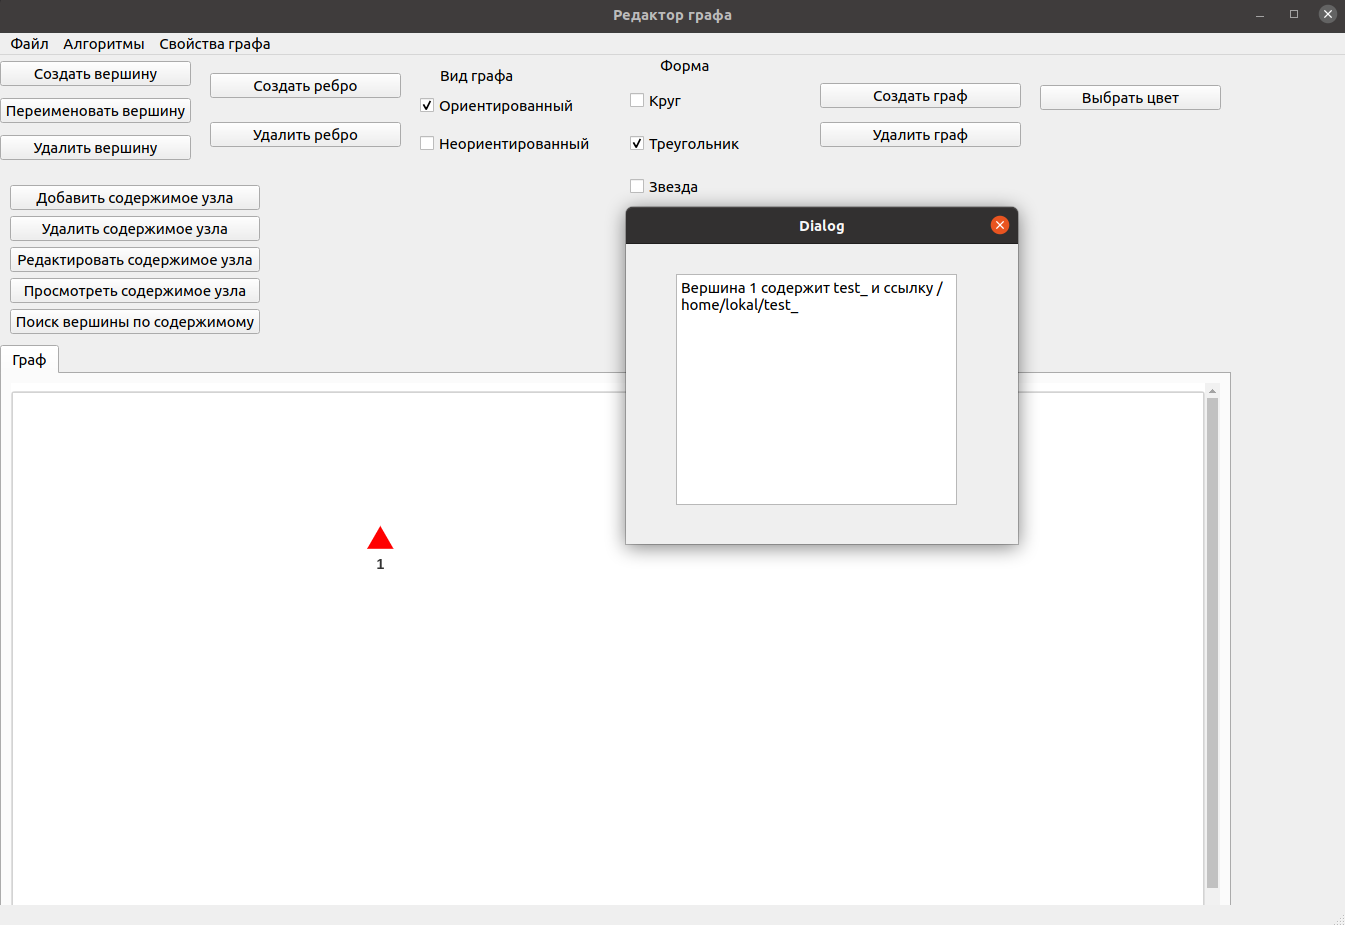 Редактор графа
Файл Алгоритмы Свойства графа
Создать вершину
Переименовать вершину
Удалить вершину
Создать ребро
Удалить ребро
Вид графа
Ориентированный
Неориентированный
Форма
Круг
Треугольник
Звезда
Создать граф
Удалить граф
Выбрать цвет
Добавить содержимое узла
Удалить содержимое узла
Редактировать содержимое узла
Просмотреть содержимое узла
Поиск вершины по содержимому
Граф
Dialog
Вершина 1 содержит test_ и ссылку /
home/lokal/test_
1